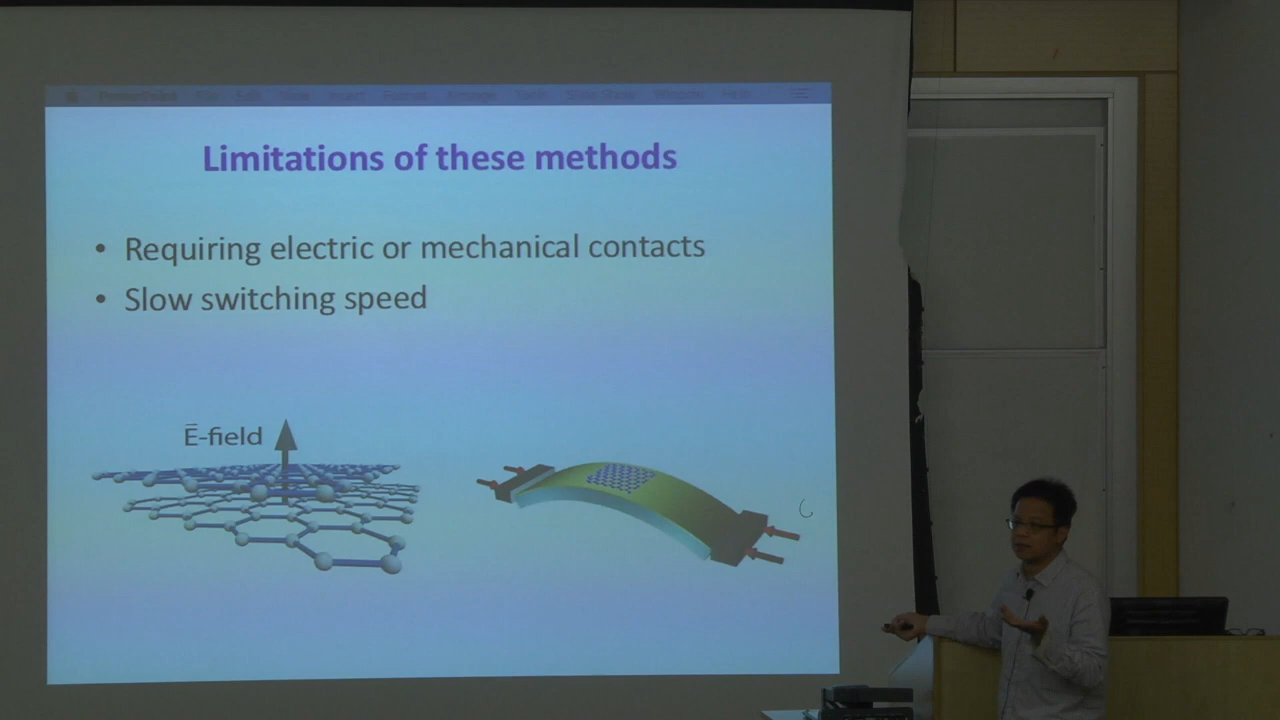 Limitations of these methods
• Requiring electric or mechanical contacts
• Slow switching speed
E⃗-field